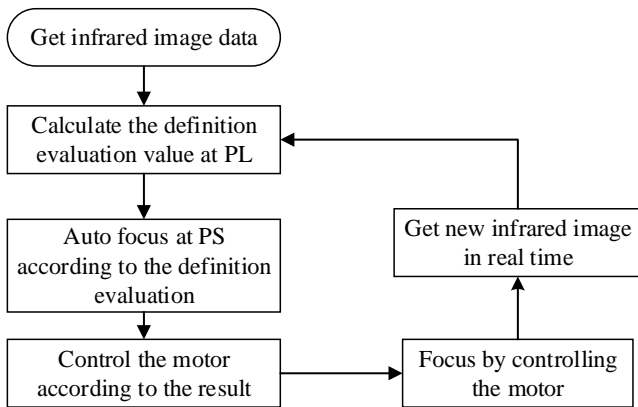 Get infrared image data
Calculate the definition
evaluation value at PL
Auto focus at PS
according to the definition
evaluation
Control the motor
according to the result
Focus by controlling
the motor
Get new infrared image
in real time